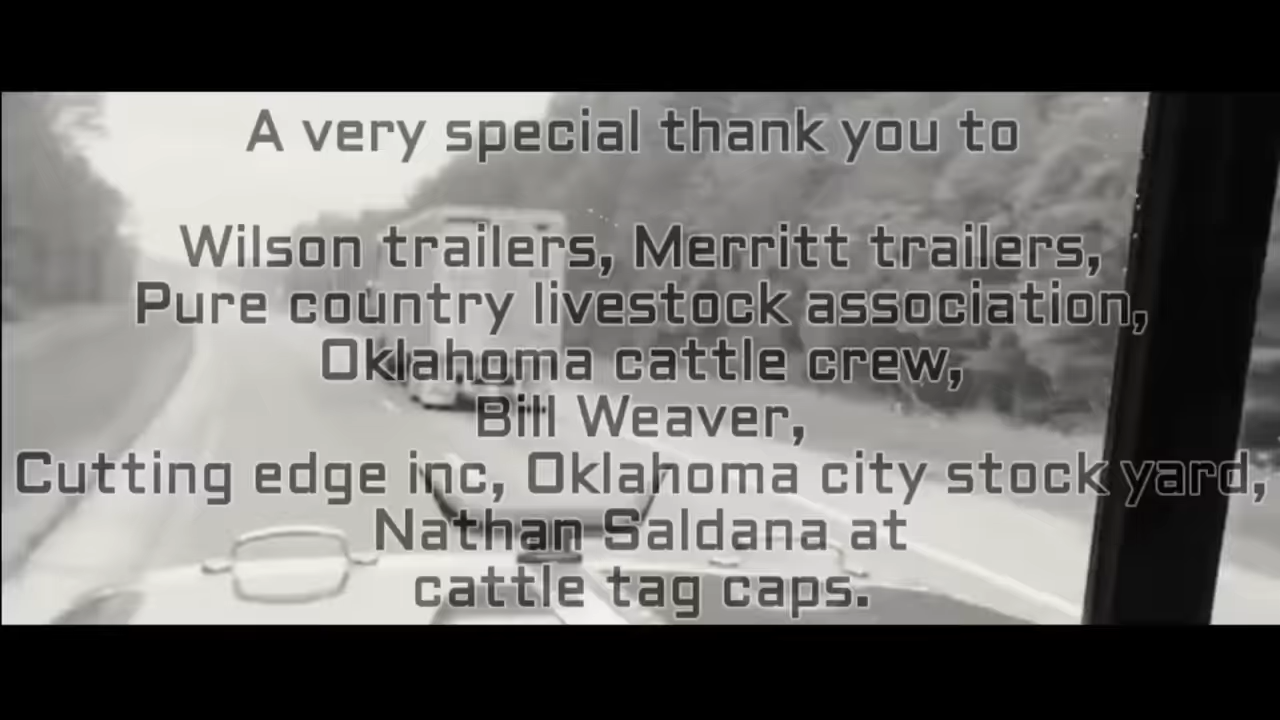 A very special thank you to
Wilson trailers, Merritt trailers,
Pure country livestock association,
Oklahoma cattle crew,
Bill Weaver,
Cutting edge inc, Oklahoma city stock yard,
Nathan Saldana at
cattle tag caps.